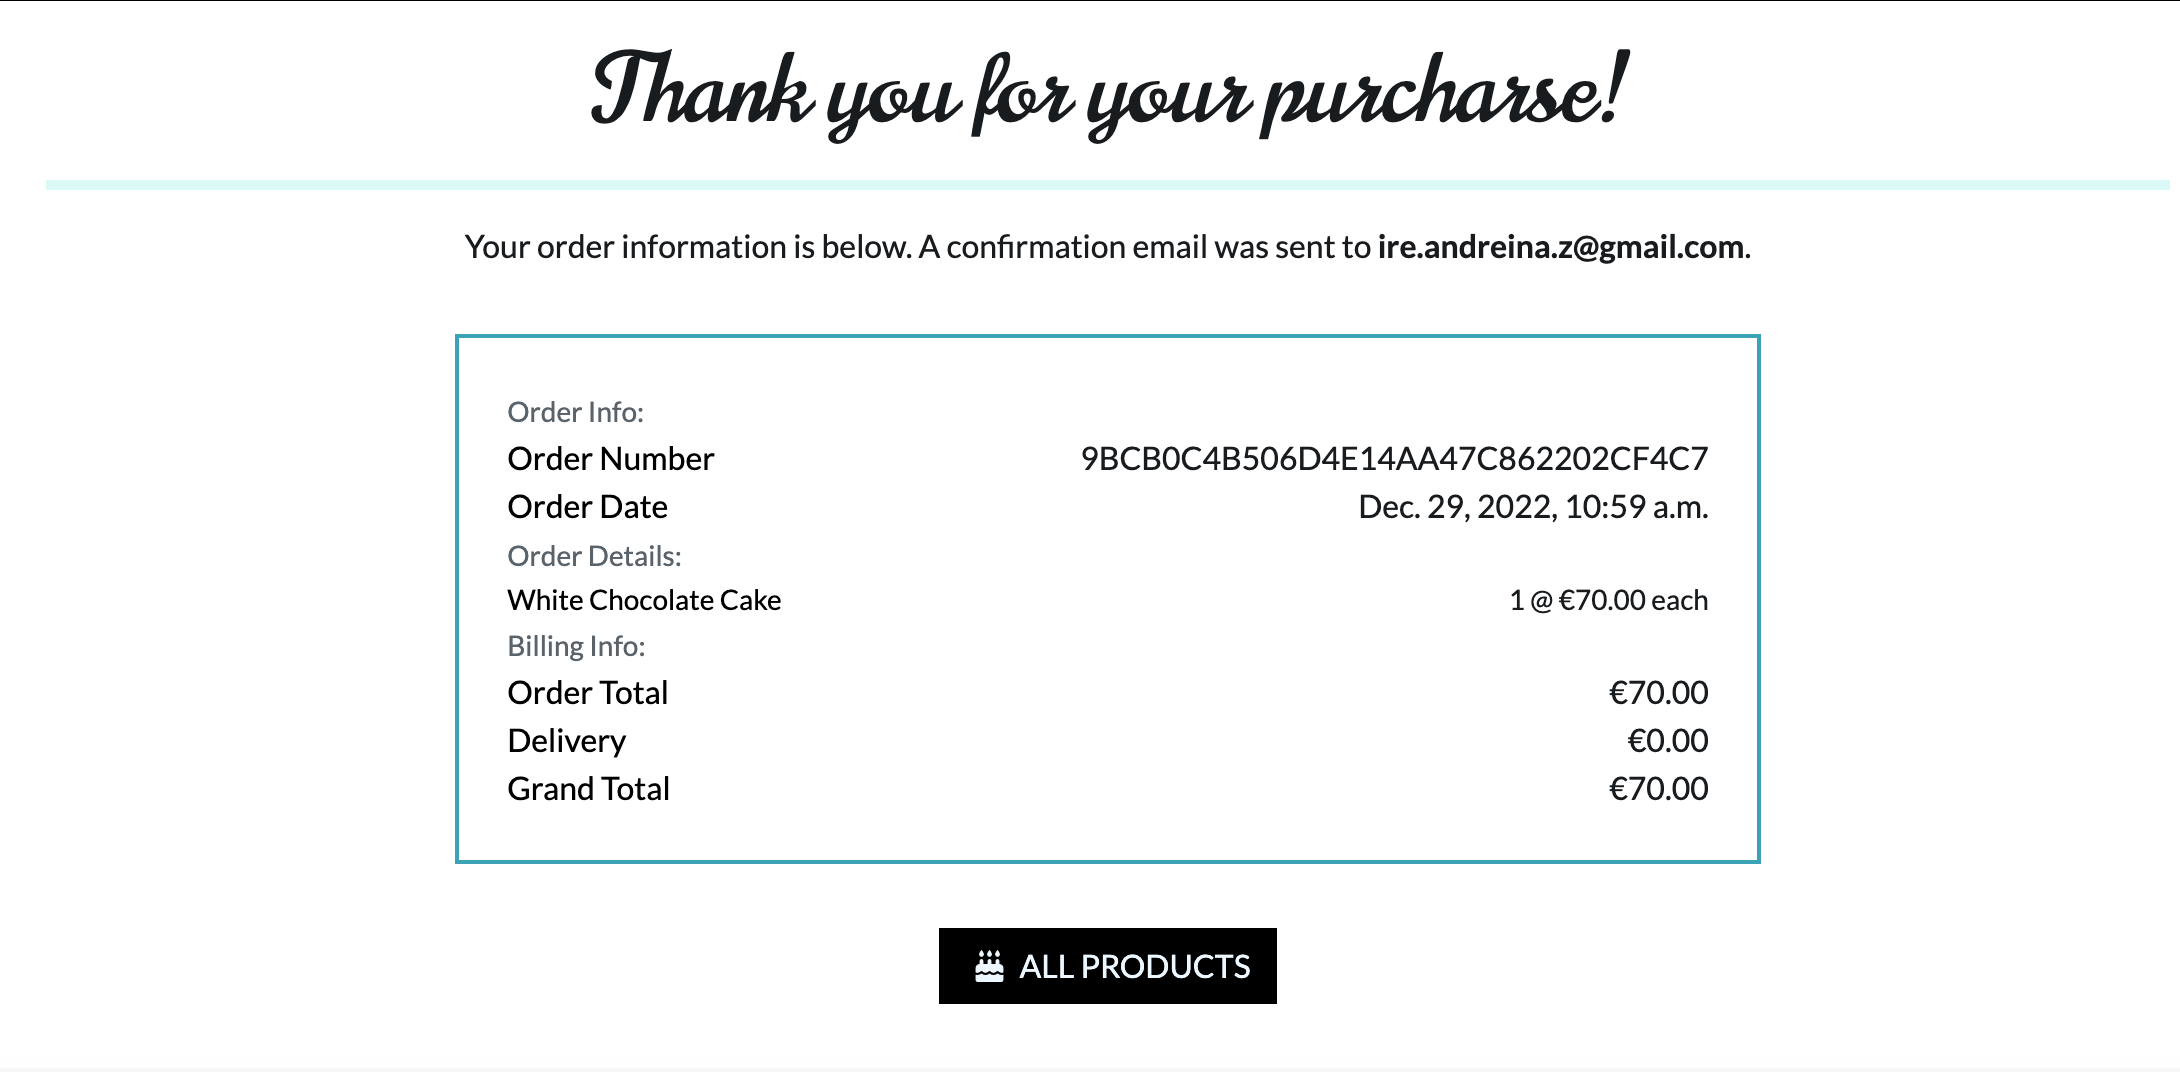 Thank you for your purcharse!
Your order information is below. A confirmation email was sent to ire.andreina.z@gmail.com.
Order Info:
Order Number 9BCB0C4B506D4E14AA47C862202CF4C7
Order Date Dec. 29, 2022, 10:59 a.m.
Order Details:
White Chocolate Cake 1 @ €70.00 each
Billing Info:
Order Total €70.00
Delivery €0.00
Grand Total €70.00
ALL PRODUCTS